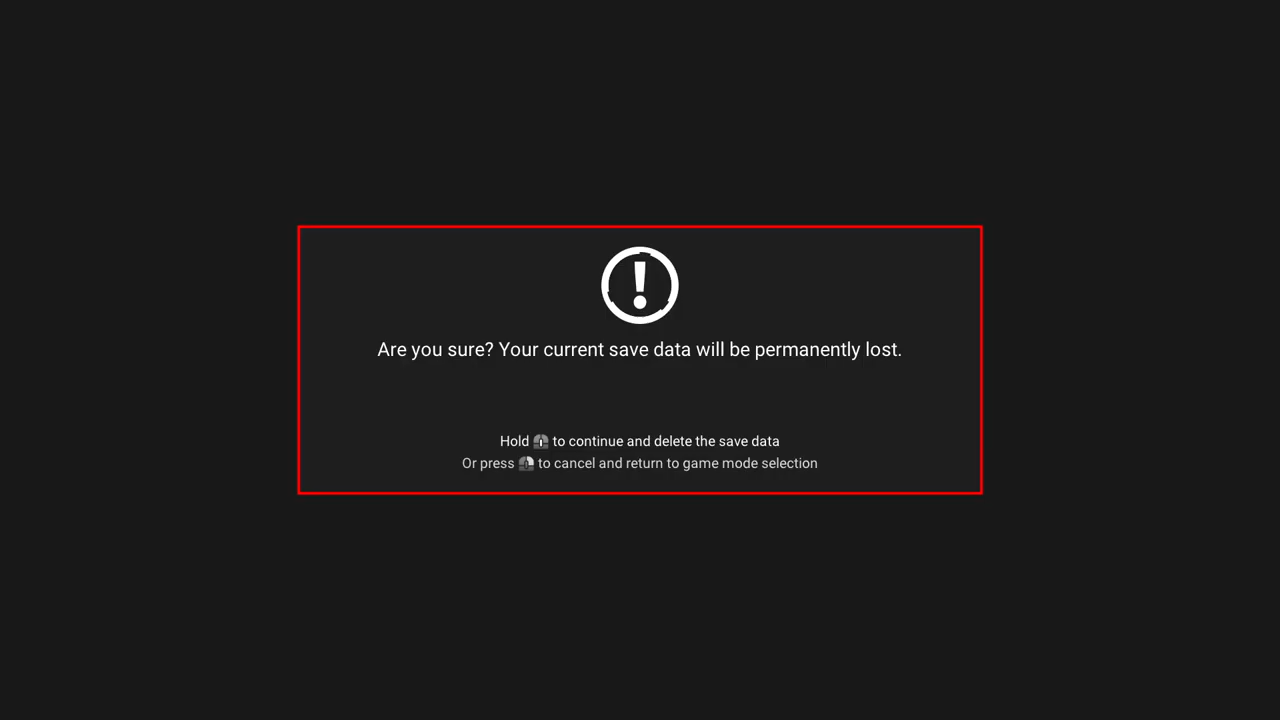 Are you sure? Your current save data will be permanently lost.
Hold to continue and delete the save data
Or press to cancel and return to game mode selection